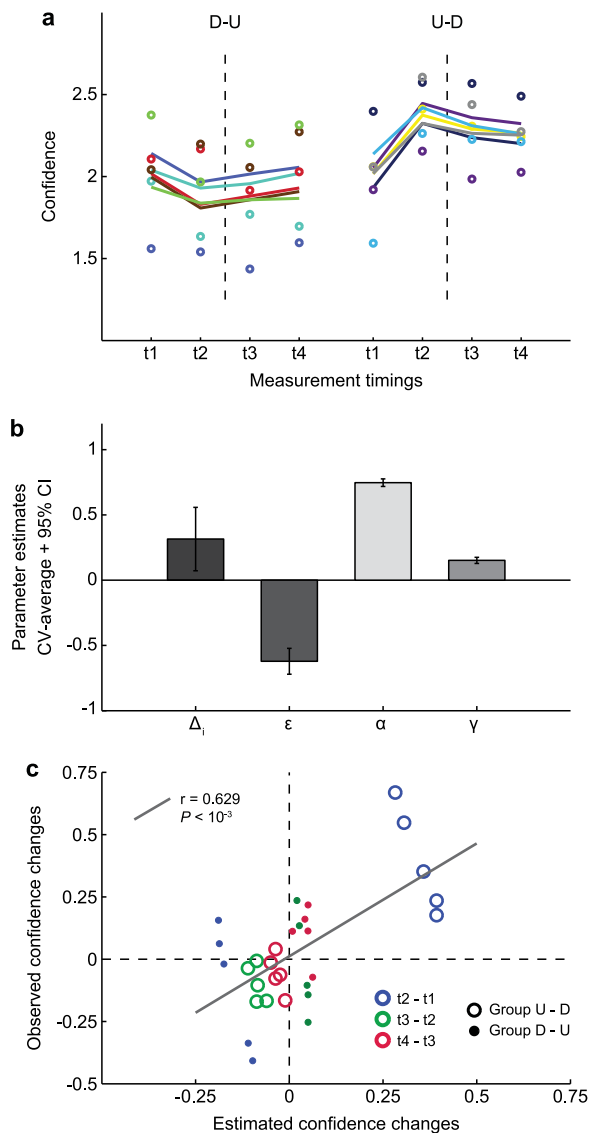 a
D-U
U-D
2.5
2
1.5
Confidence
t1 t2 t3 t4 t1 t2 t3 t4
Measurement timings
b
1
0.5
0
-0.5
-1
Parameter estimates
CV-average + 95% CI
Δi ε α γ
c
0.75
0.5
0.25
0
-0.25
-0.5
Observed confidence changes
r = 0.629
P < 10-3
t2 - t1
t3 - t2
t4 - t3
Group U - D
Group D - U
-0.25 0 0.25 0.5 0.75
Estimated confidence changes